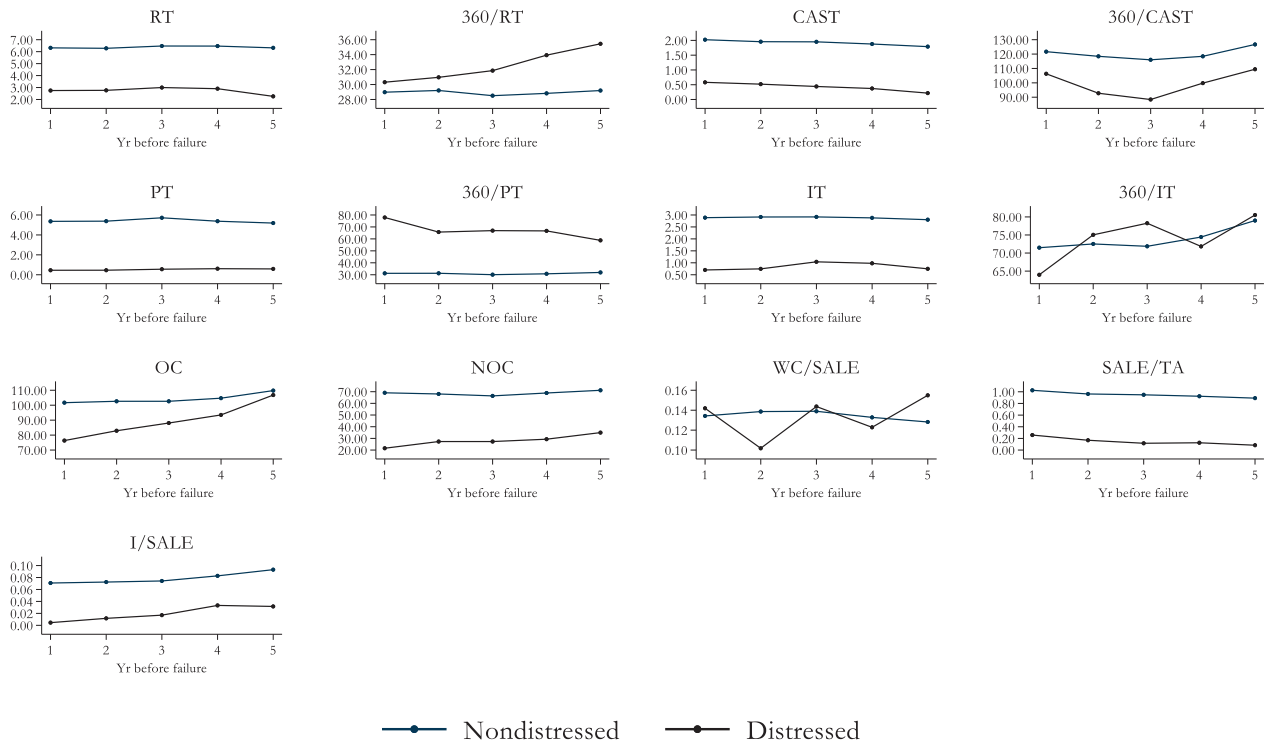 RT
7.00
6.00
5.00
4.00
3.00
2.00
1 2 3 4 5
Yr before failure
360/RT
36.00
34.00
32.00
30.00
28.00
1 2 3 4 5
Yr before failure
CAST
2.00
1.50
1.00
0.50
0.00
1 2 3 4 5
Yr before failure
360/CAST
130.00
120.00
110.00
100.00
90.00
1 2 3 4 5
Yr before failure
PT
6.00
4.00
2.00
0.00
1 2 3 4 5
Yr before failure
360/PT
80.00
70.00
60.00
50.00
40.00
30.00
1 2 3 4 5
Yr before failure
IT
3.00
2.50
2.00
1.50
1.00
0.50
1 2 3 4 5
Yr before failure
360/IT
80.00
75.00
70.00
65.00
1 2 3 4 5
Yr before failure
OC
110.00
100.00
90.00
80.00
70.00
1 2 3 4 5
Yr before failure
NOC
70.00
60.00
50.00
40.00
30.00
20.00
1 2 3 4 5
Yr before failure
WC/SALE
0.16
0.14
0.12
0.10
1 2 3 4 5
Yr before failure
SALE/TA
1.00
0.80
0.60
0.40
0.20
0.00
1 2 3 4 5
Yr before failure
I/SALE
0.10
0.08
0.06
0.04
0.02
0.00
1 2 3 4 5
Yr before failure
Nondistressed Distressed